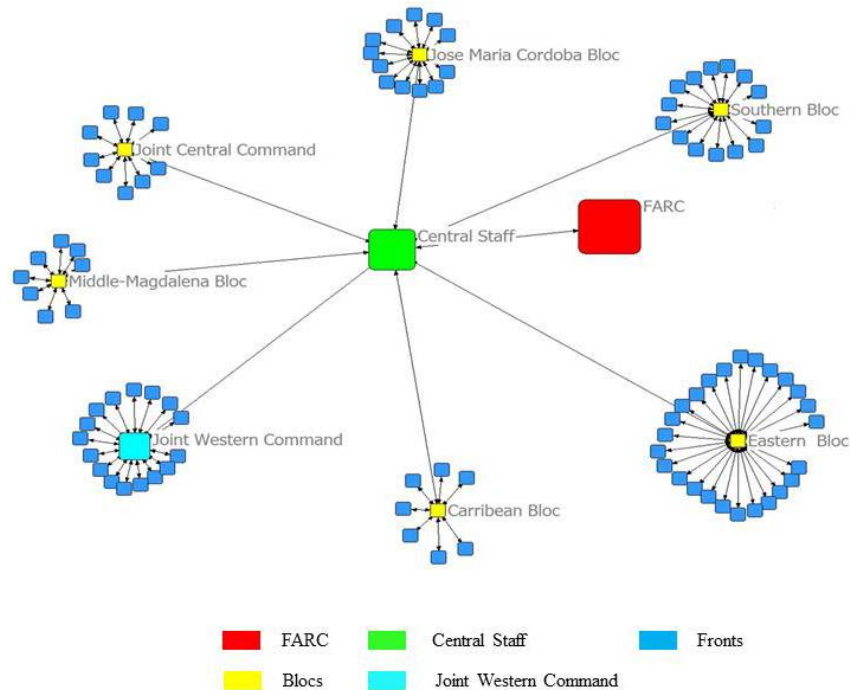 Jose Maria Cordoba Bloc
Southern Bloc
Joint Central Command
FARC
Central Staff
Middle-Magdalena Bloc
Joint Western Command
Eastern Bloc
Carribean Bloc
FARC Central Staff Fronts
Blocs Joint Western Command